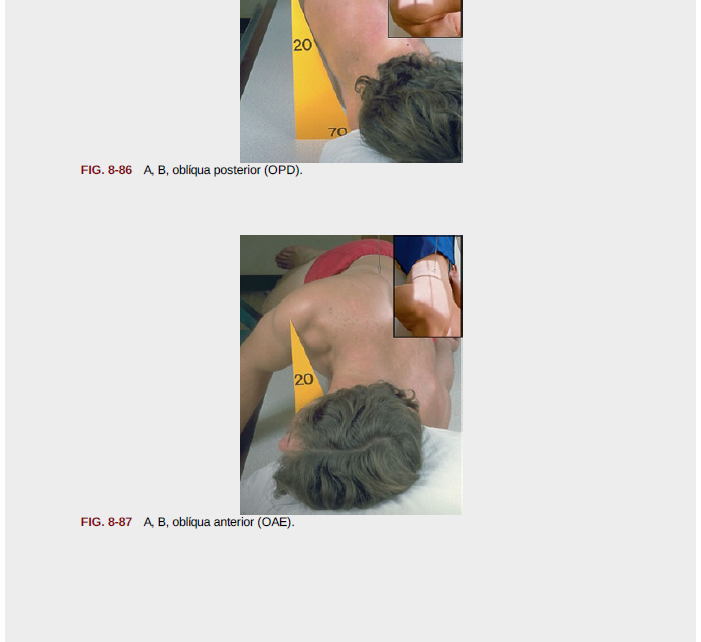 20
70
FIG. 8-86 A, B, oblíqua posterior (OPD).
20
FIG. 8-87 A, B, oblíqua anterior (OAE).